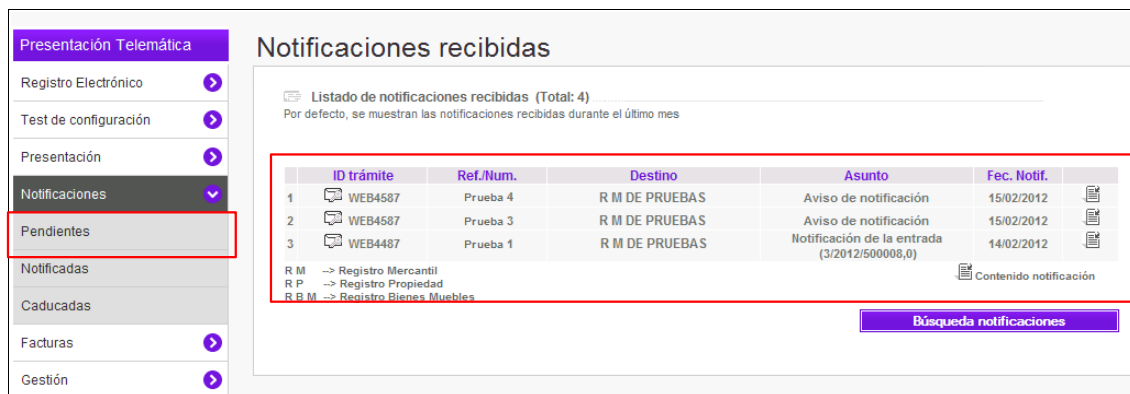 Presentación Telemática
Registro Electrónico
Test de configuración
Presentación
Notificaciones
Pendientes
Notificadas
Caducadas
Facturas
Gestión
Notificaciones recibidas
Listado de notificaciones recibidas (Total: 4)
Por defecto, se muestran las notificaciones recibidas durante el último mes
ID trámite Ref./Num. Destino Asunto Fec. Notif.
1 WEB4587 Prueba 4 R M DE PRUEBAS Aviso de notificación 15/02/2012
2 WEB4587 Prueba 3 R M DE PRUEBAS Aviso de notificación 15/02/2012
3 WEB4487 Prueba 1 R M DE PRUEBAS Notificación de la entrada (3/2012/500008,0) 14/02/2012
R M --> Registro Mercantil
R P --> Registro Propiedad
R B M --> Registro Bienes Muebles
Contenido notificación
Búsqueda notificaciones